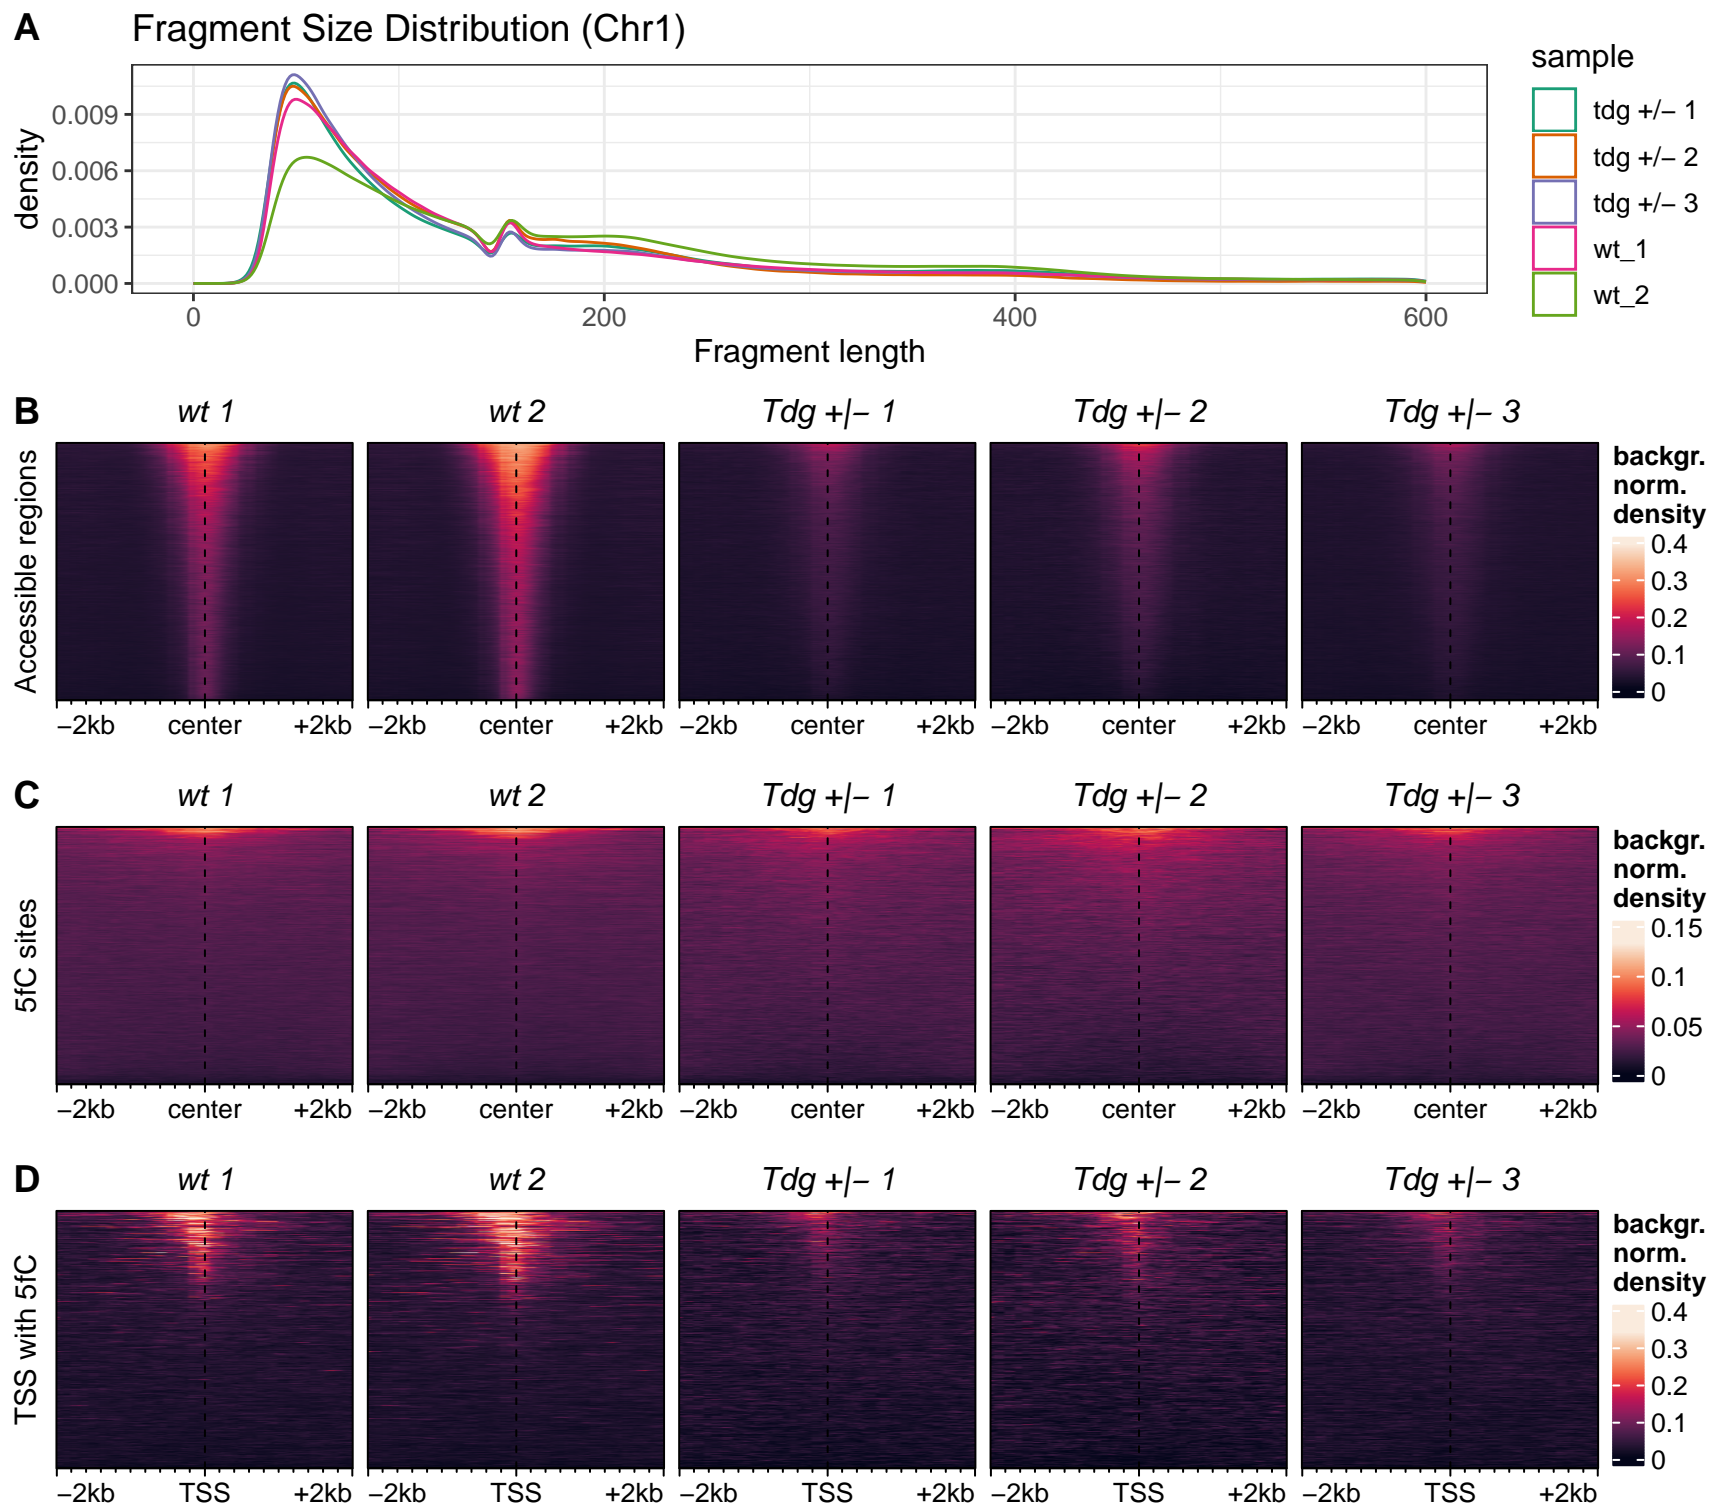 A Fragment Size Distribution (Chr1)
density
0.009
0.006
0.003
0.000
0 200 400 600
Fragment length
sample
tdg +/− 1
tdg +/− 2
tdg +/− 3
wt_1
wt_2
B wt 1 wt 2 Tdg +/− 1 Tdg +/− 2 Tdg +/− 3
Accessible regions
−2kb center +2kb −2kb center +2kb −2kb center +2kb −2kb center +2kb −2kb center +2kb
backgr.
norm.
density
0.4
0.3
0.2
0.1
0
C wt 1 wt 2 Tdg +/− 1 Tdg +/− 2 Tdg +/− 3
5fC sites
−2kb center +2kb −2kb center +2kb −2kb center +2kb −2kb center +2kb −2kb center +2kb
backgr.
norm.
density
0.15
0.1
0.05
0
D wt 1 wt 2 Tdg +/− 1 Tdg +/− 2 Tdg +/− 3
TSS with 5fC
−2kb TSS +2kb −2kb TSS +2kb −2kb TSS +2kb −2kb TSS +2kb −2kb TSS +2kb
backgr.
norm.
density
0.4
0.3
0.2
0.1
0